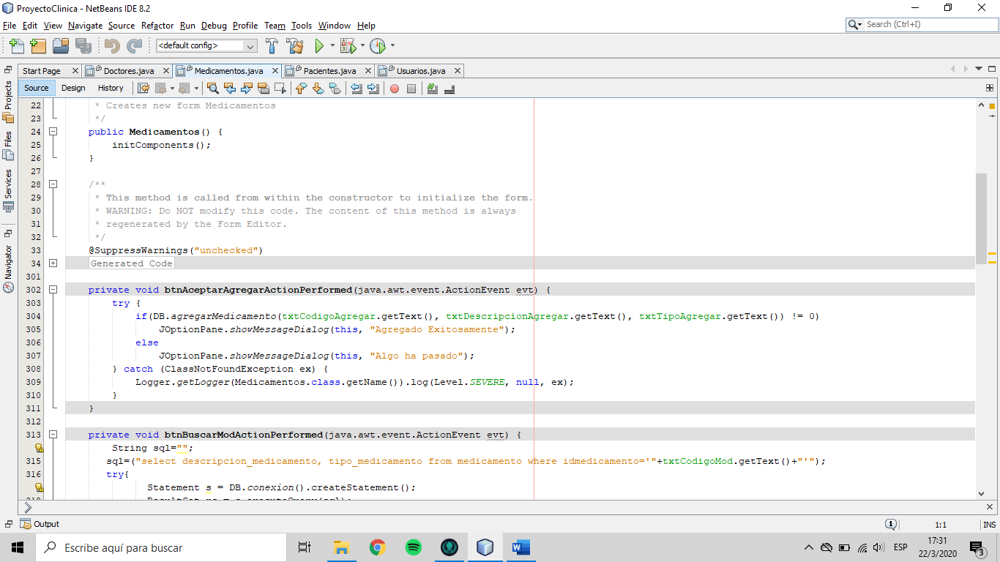 ProyectoClinica - NetBeans IDE 8.2
File Edit View Navigate Source Refactor Run Debug Profile Team Tools Window Help
Search (Ctrl+I)
<default config>
Start Page Doctores.java Medicamentos.java Pacientes.java Usuarios.java
Source Design History
Projects
Files
Services
Navigator
22 * Creates new form Medicamentos
23 */
24 public Medicamentos() {
25 initComponents();
26 }
27
28 /**
29 * This method is called from within the constructor to initialize the form.
30 * WARNING: Do NOT modify this code. The content of this method is always
31 * regenerated by the Form Editor.
32 */
33 @SuppressWarnings("unchecked")
34 Generated Code
301
302 private void btnAceptarAgregarActionPerformed(java.awt.event.ActionEvent evt) {
303 try {
304 if(DB.agregarMedicamento(txtCodigoAgregar.getText(), txtDescripcionAgregar.getText(), txtTipoAgregar.getText()) != 0)
305 JOptionPane.showMessageDialog(this, "Agregado Exitosamente");
306 else
307 JOptionPane.showMessageDialog(this, "Algo ha pasado");
308 } catch (ClassNotFoundException ex) {
309 Logger.getLogger(Medicamentos.class.getName()).log(Level.SEVERE, null, ex);
310 }
311 }
312
313 private void btnBuscarModActionPerformed(java.awt.event.ActionEvent evt) {
String sql="";
315 sql=("select descripcion_medicamento, tipo_medicamento from medicamento where idmedicamento='"+txtCodigoMod.getText()+"'");
316 try{
Statement s = DB.conexion().createStatement();
Output
1 1:1 INS
Escribe aquí para buscar
ESP
17:31
22/3/2020
3